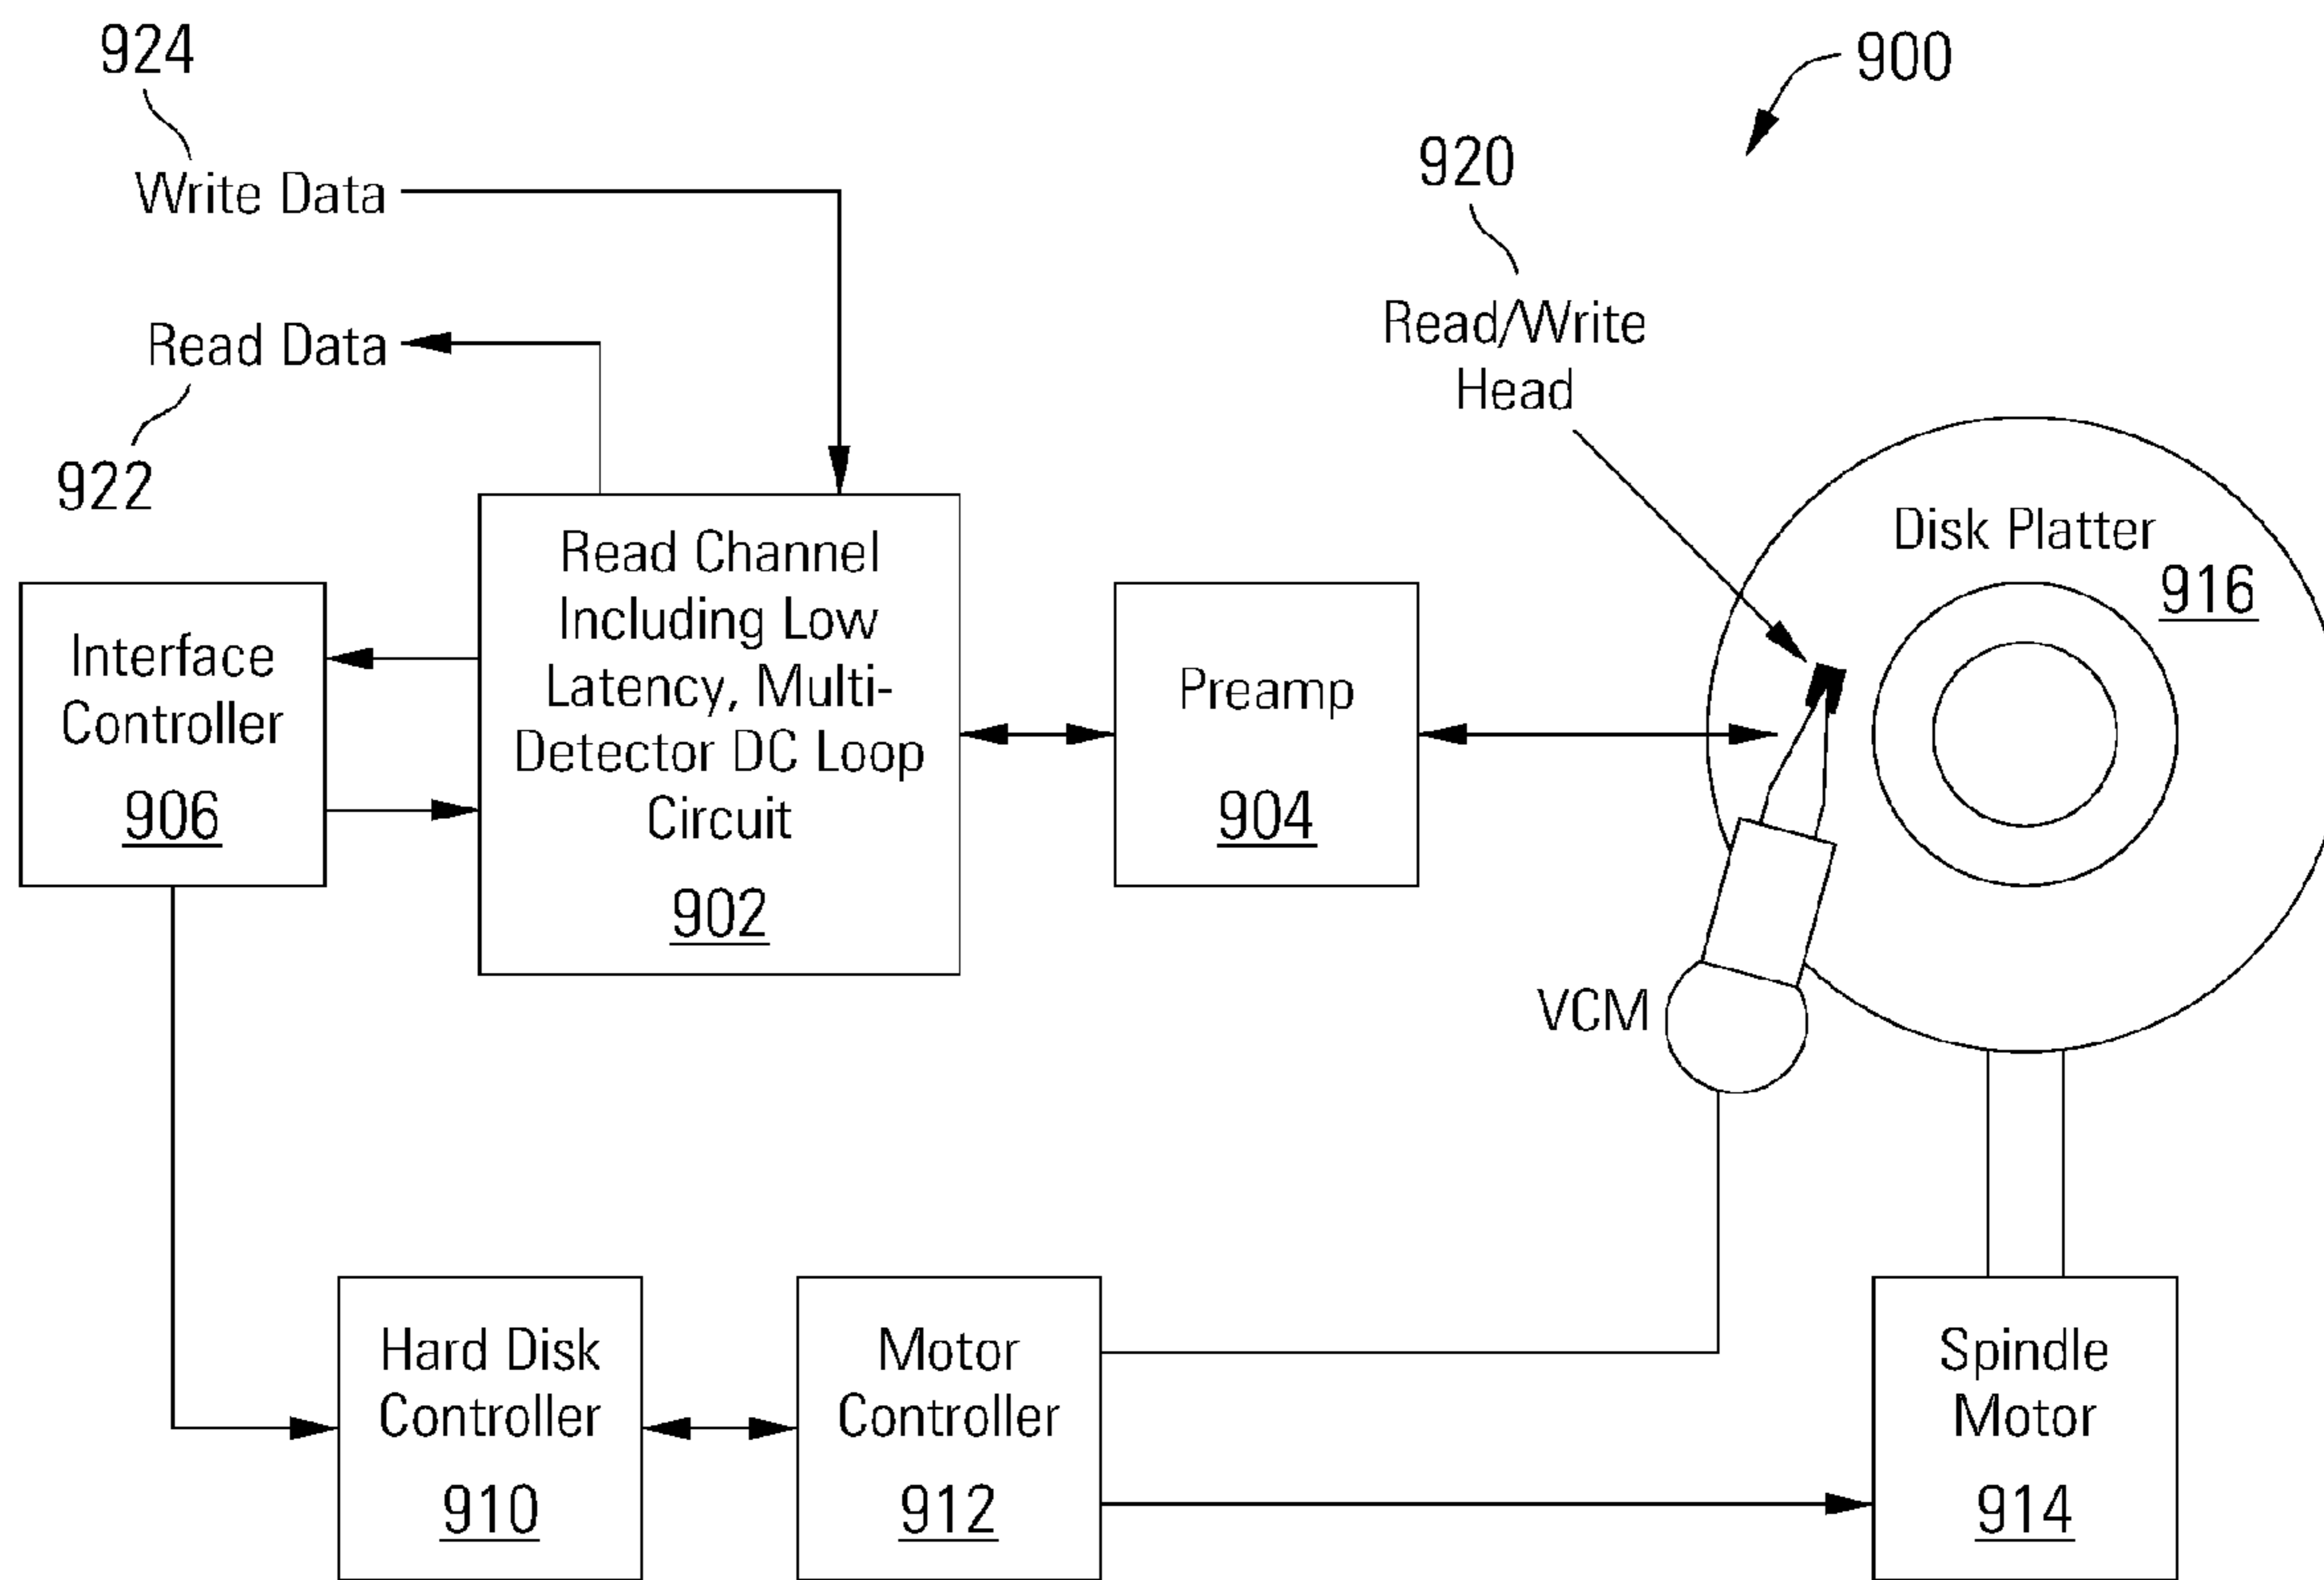 924
900
Write Data
920
Read/Write
Head
Read Data
922
Read Channel
Including Low
Latency, Multi-
Detector DC Loop
Circuit
902
Interface
Controller
906
Preamp
904
Disk Platter
916
VCM
Hard Disk
Controller
910
Motor
Controller
912
Spindle
Motor
914